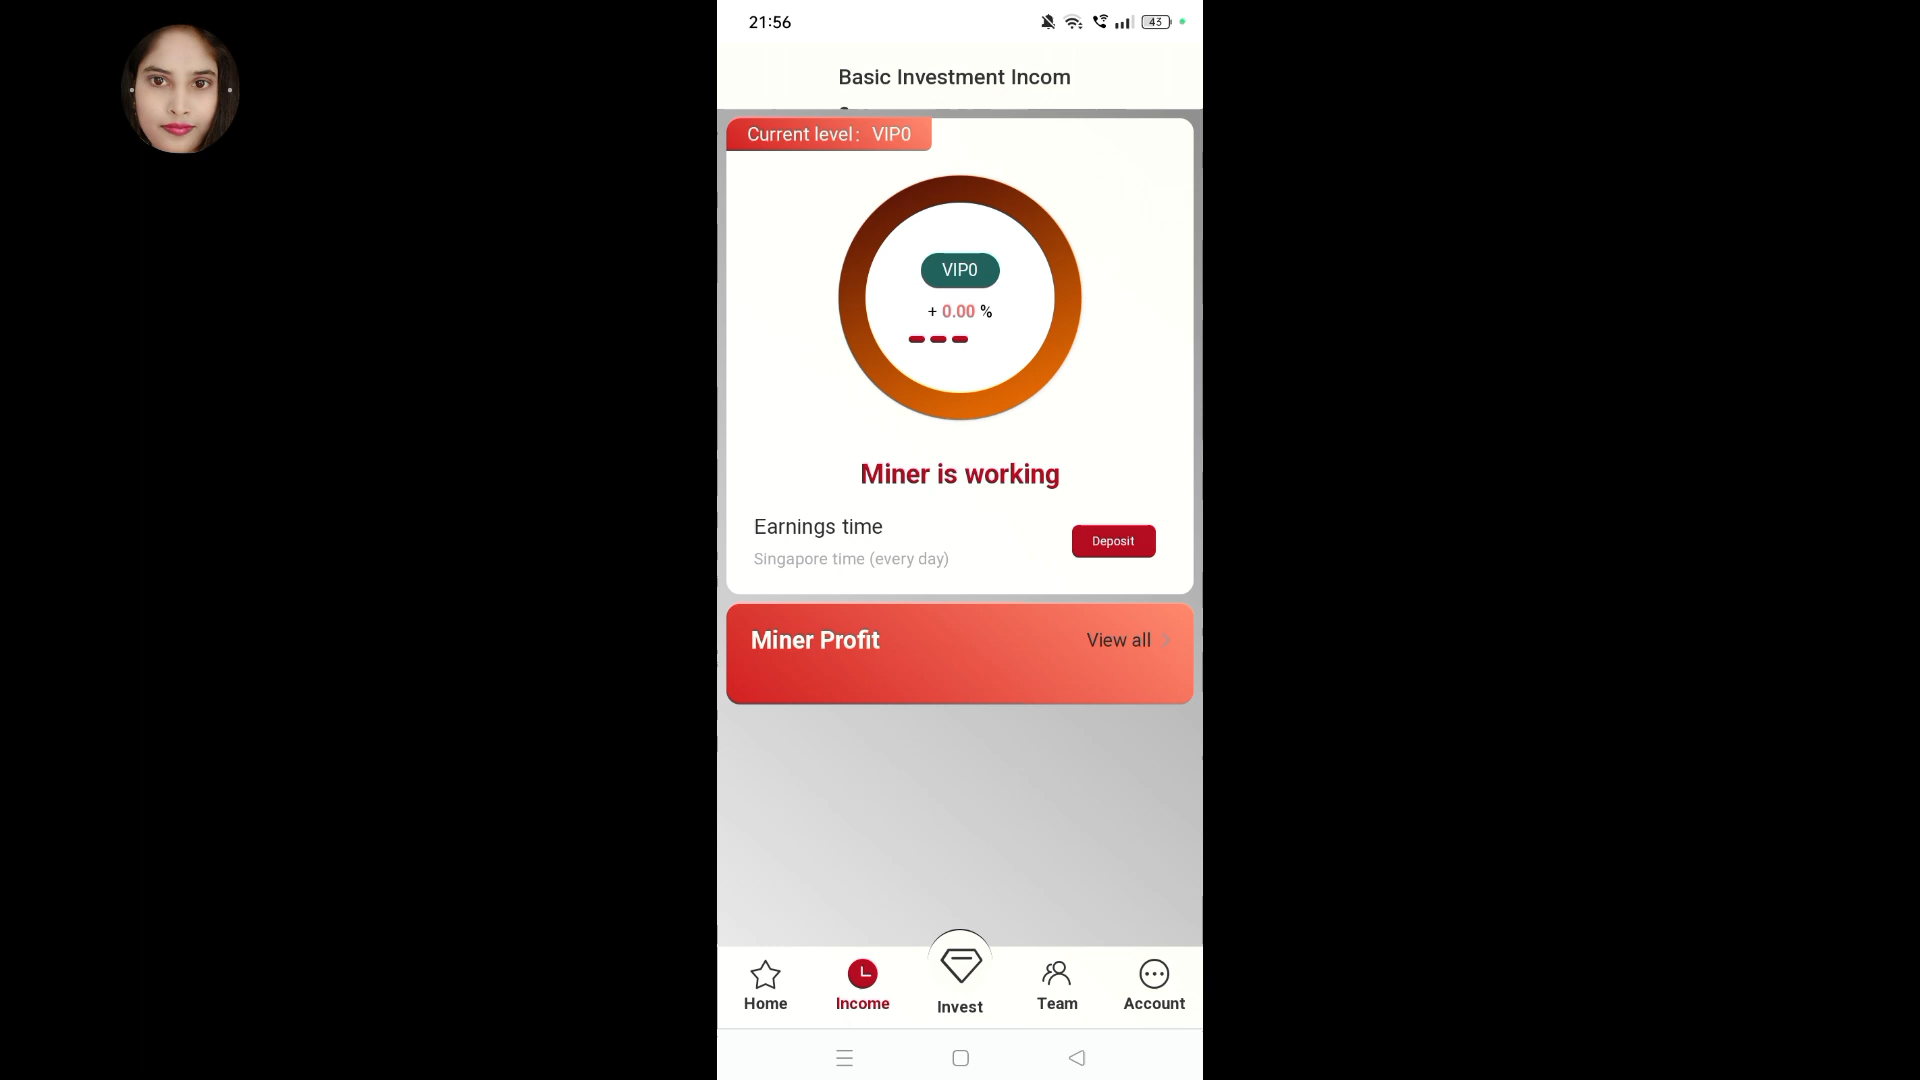 21:56
43
Basic Investment Incom
Current level: VIP0
VIP0
+ 0.00 %
Miner is working
Earnings time
Singapore time (every day)
Deposit
Miner Profit
View all
Home
Income
Invest
Team
Account